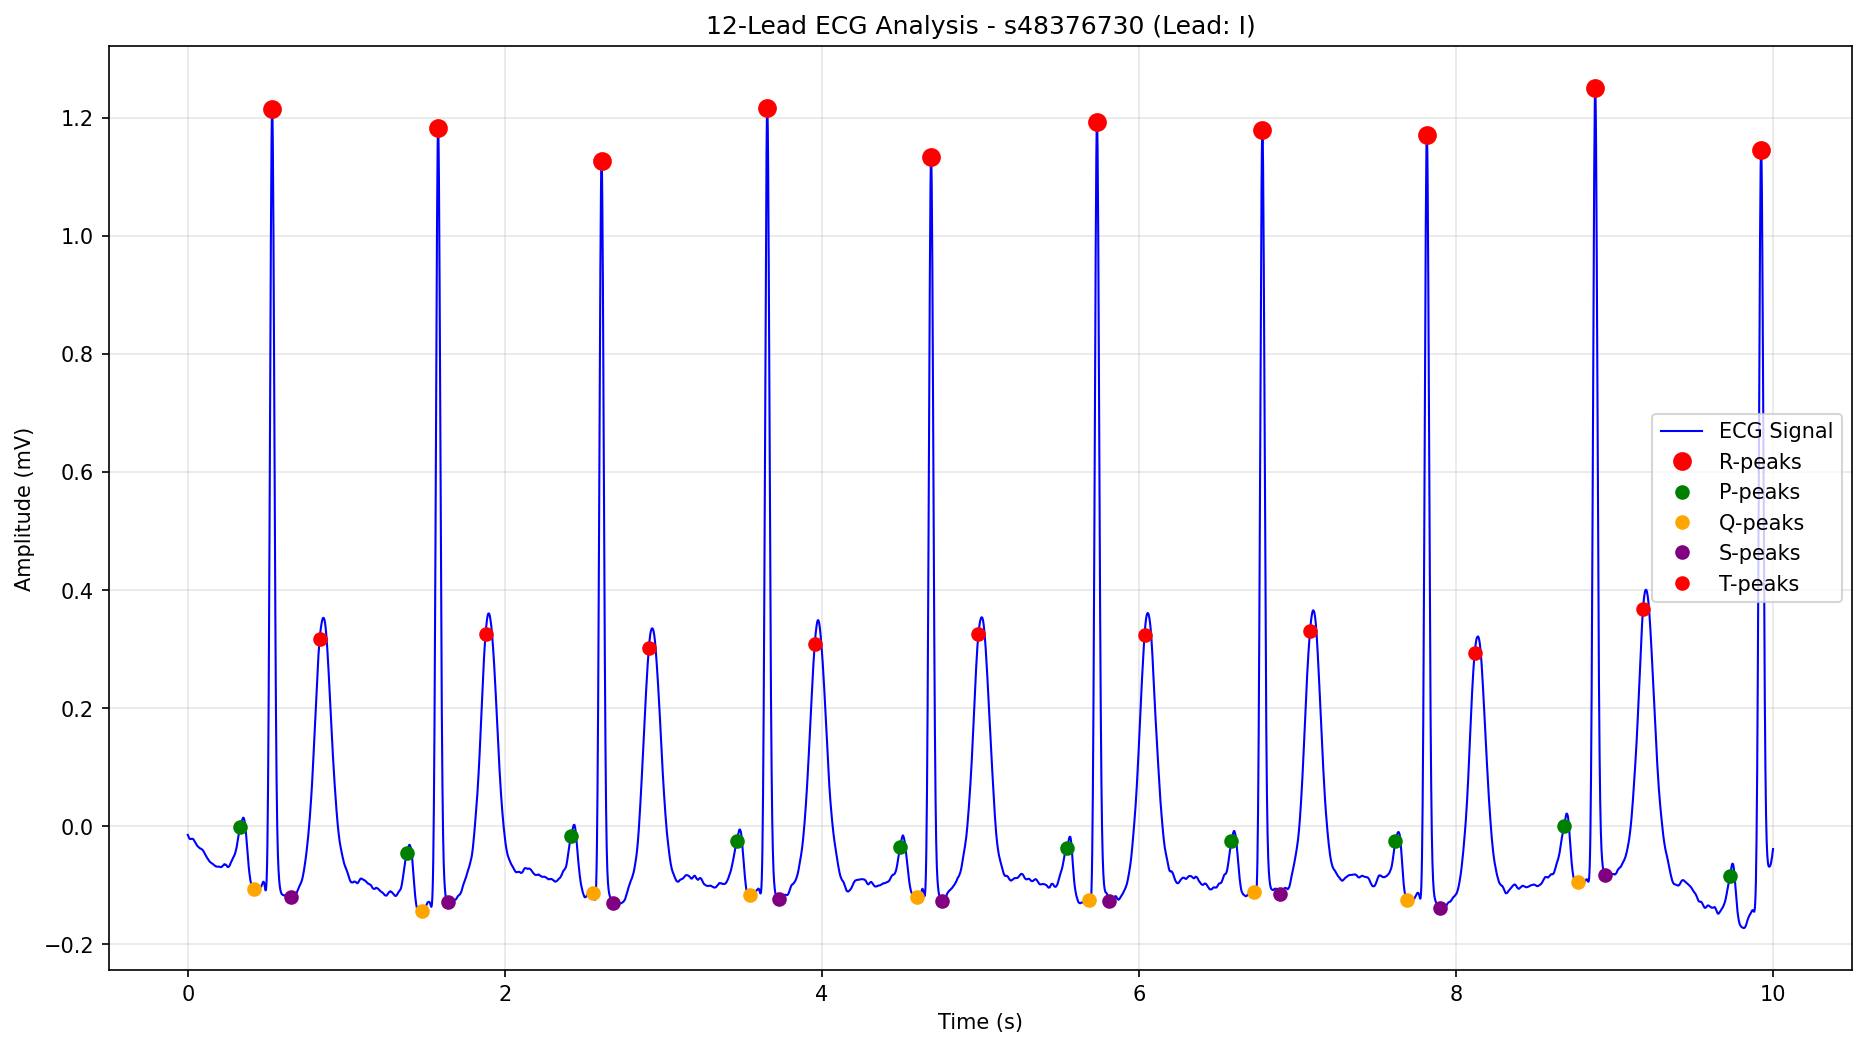 12-Lead ECG Analysis - s48376730 (Lead: I)
Amplitude (mV)
1.2
1.0
0.8
0.6
0.4
0.2
0.0
−0.2
ECG Signal
R-peaks
P-peaks
Q-peaks
S-peaks
T-peaks
0 2 4 6 8 10
Time (s)